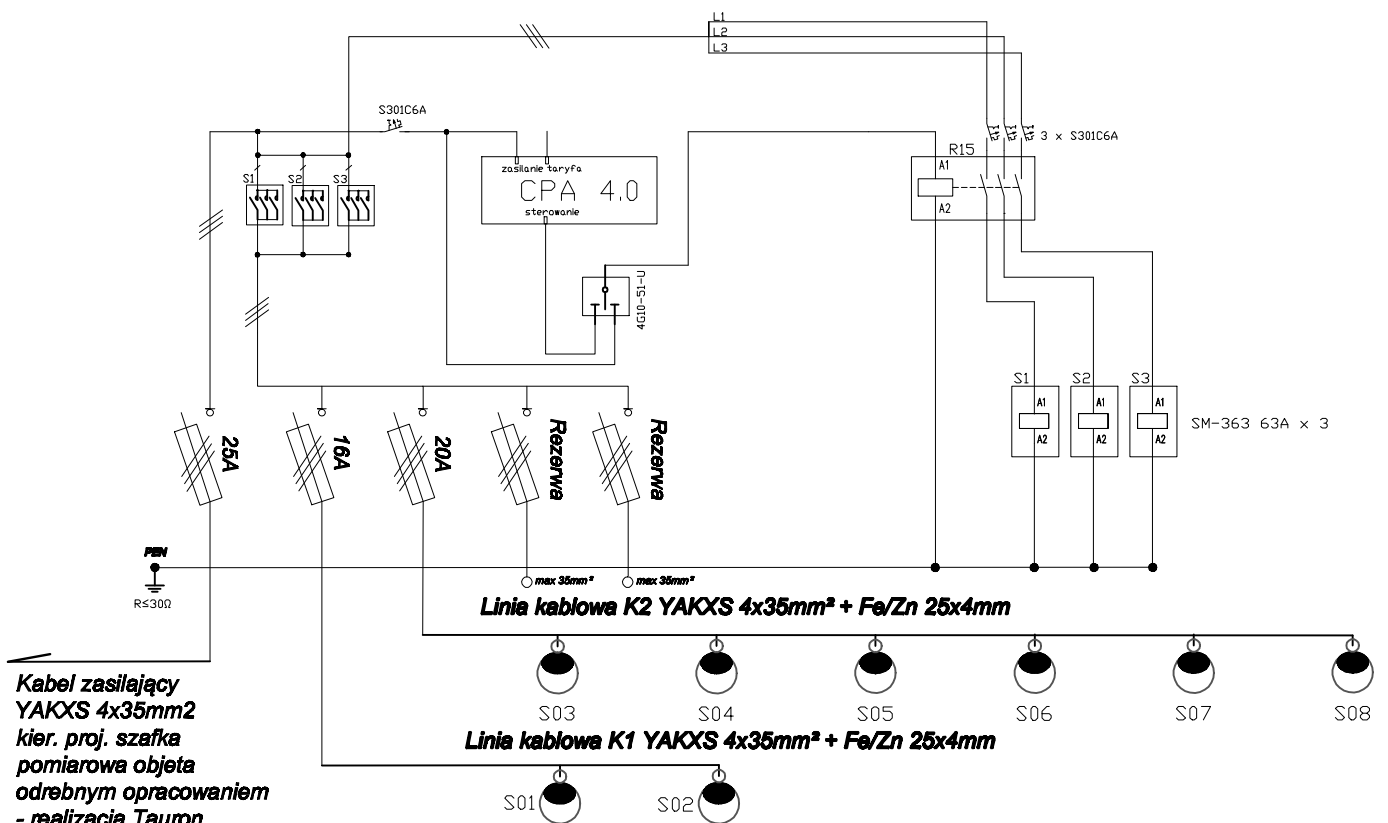 L1
L2
L3
S301C6A
3 x S301C6A
R15
A1
A2
zasilanie taryfa
CPA 4.0
sterowanie
S1
S2
S3
4G10-51-U
S1
S2
S3
A1
A1
A1
A2
A2
A2
SM-363 63A x 3
25A
16A
20A
Rezerwa
Rezerwa
PEN
R≤30Ω
max 35mm²
max 35mm²
Linia kablowa K2 YAKXS 4x35mm² + Fe/Zn 25x4mm
S03
S04
S05
S06
S07
S08
Kabel zasilający
YAKXS 4x35mm2
kier. proj. szafka
pomiarowa objeta
odrebnym opracowaniem
- realizacja Tauron
Linia kablowa K1 YAKXS 4x35mm² + Fe/Zn 25x4mm
S01
S02